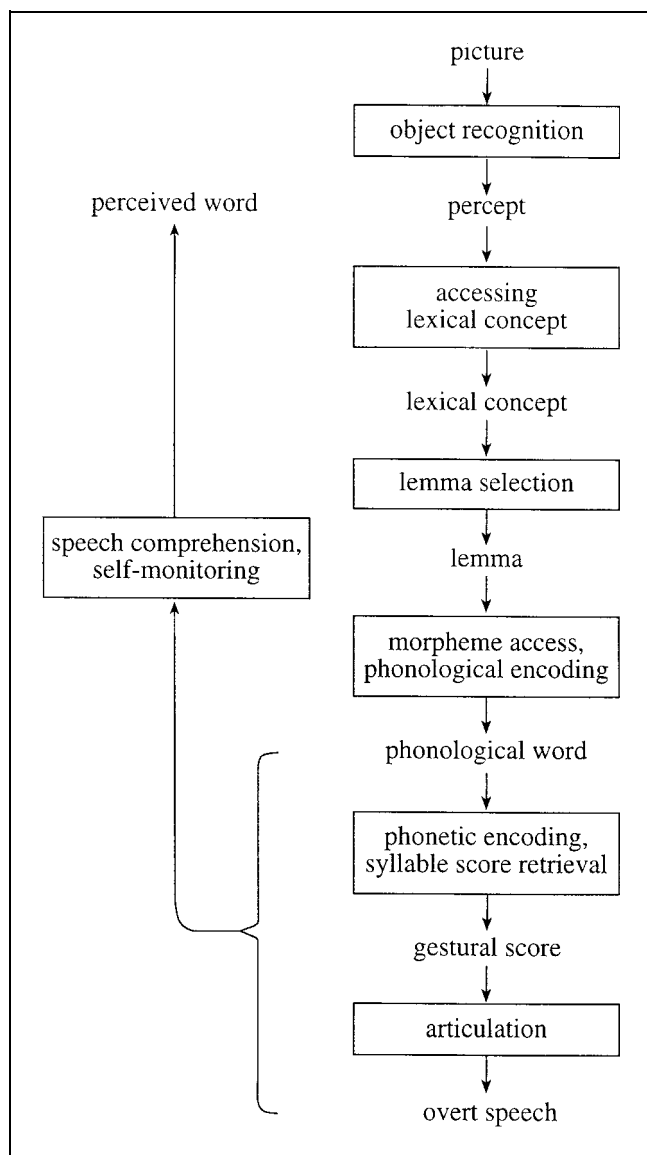 picture
object recognition
perceived word
percept
accessing
lexical concept
lexical concept
lemma selection
speech comprehension,
self-monitoring
lemma
morpheme access,
phonological encoding
phonological word
phonetic encoding,
syllable score retrieval
gestural score
articulation
overt speech